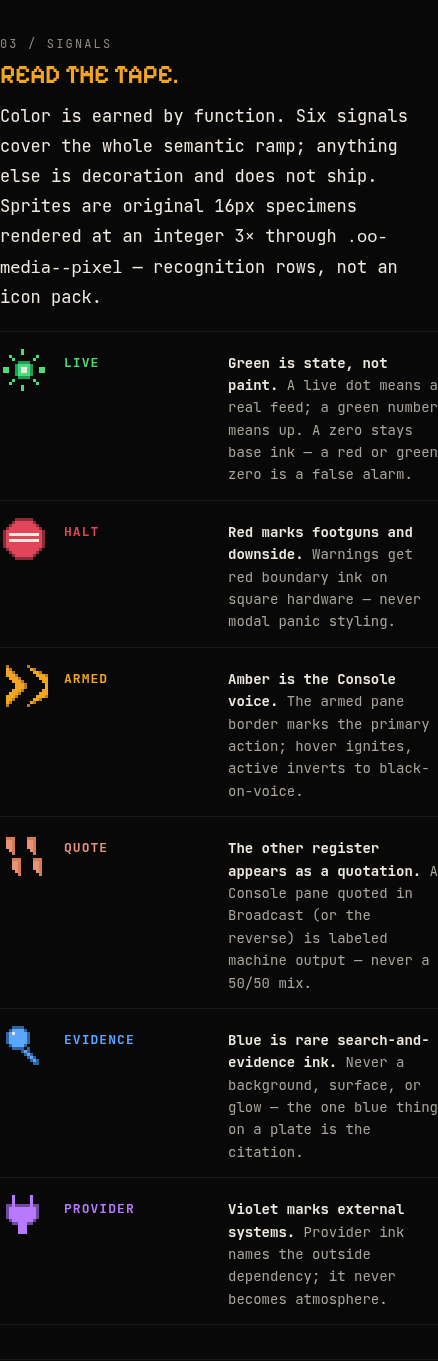 03 / SIGNALS
READ THE TAPE.
Color is earned by function. Six signals
cover the whole semantic ramp; anything
else is decoration and does not ship.
Sprites are original 16px specimens
rendered at an integer 3× through .oo-
media--pixel — recognition rows, not an
icon pack.
LIVE
Green is state, not
paint. A live dot means a
real feed; a green number
means up. A zero stays
base ink — a red or green
zero is a false alarm.
HALT
Red marks footguns and
downside. Warnings get
red boundary ink on
square hardware — never
modal panic styling.
ARMED
Amber is the Console
voice. The armed pane
border marks the primary
action; hover ignites,
active inverts to black-
on-voice.
QUOTE
The other register
appears as a quotation. A
Console pane quoted in
Broadcast (or the
reverse) is labeled
machine output — never a
50/50 mix.
EVIDENCE
Blue is rare search-and-
evidence ink. Never a
background, surface, or
glow — the one blue thing
on a plate is the
citation.
PROVIDER
Violet marks external
systems. Provider ink
names the outside
dependency; it never
becomes atmosphere.